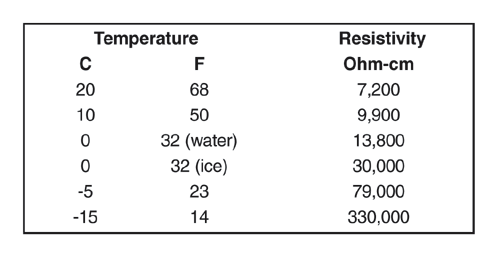 Temperature Resistivity
C F Ohm-cm
20 68 7,200
10 50 9,900
0 32 (water) 13,800
0 32 (ice) 30,000
-5 23 79,000
-15 14 330,000